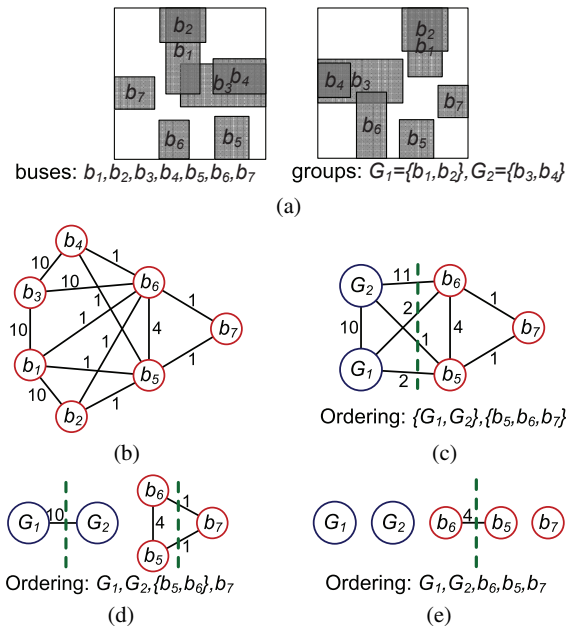 b2
b1
b3
b4
b7
b6
b5
b2
b1
b4
b3
b7
b6
b5
buses: b1,b2,b3,b4,b5,b6,b7
groups: G1={b1,b2},G2={b3,b4}
(a)
b4
1
10
b6
b3
10
1
1
10
1
4
b7
b1
1
1
1
b5
10
b2
1
(b)
G2
11
b6
2
1
10
4
b7
1
1
G1
2
b5
Ordering: {G1,G2},{b5,b6,b7}
(c)
G1
10
G2
b6
1
4
b7
1
b5
Ordering: G1,G2,{b5,b6},b7
(d)
G1
G2
b6
4
b5
b7
Ordering: G1,G2,b6,b5,b7
(e)